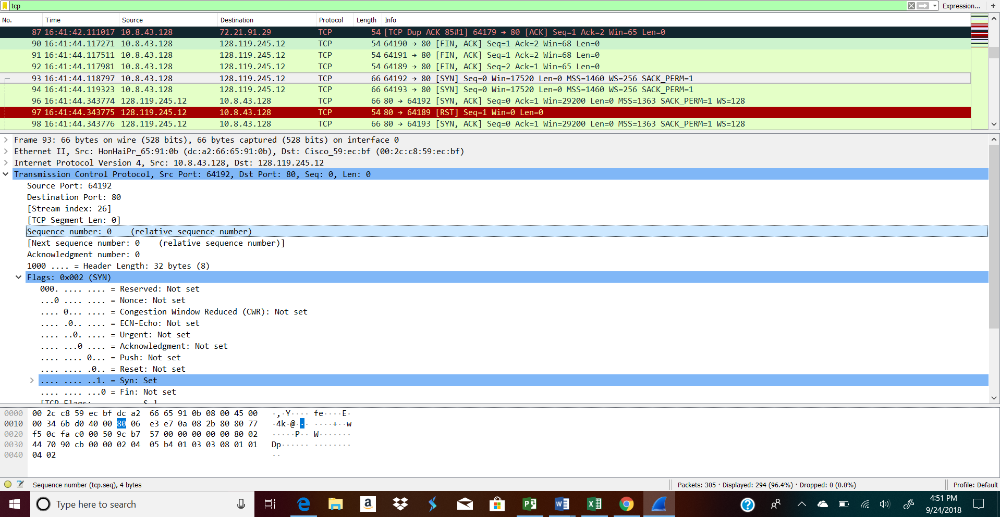 tcp
Expression... +
No. Time Source Destination Protocol Length Info
87 16:41:42.111017 10.8.43.128 72.21.91.29 TCP 54 [TCP Dup ACK 85#1] 64179 → 80 [ACK] Seq=1 Ack=2 Win=65 Len=0
90 16:41:44.117271 10.8.43.128 128.119.245.12 TCP 54 64190 → 80 [FIN, ACK] Seq=1 Ack=2 Win=68 Len=0
91 16:41:44.117511 10.8.43.128 128.119.245.12 TCP 54 64191 → 80 [FIN, ACK] Seq=1 Ack=2 Win=68 Len=0
92 16:41:44.117981 10.8.43.128 128.119.245.12 TCP 54 64189 → 80 [FIN, ACK] Seq=2 Ack=1 Win=65 Len=0
93 16:41:44.118797 10.8.43.128 128.119.245.12 TCP 66 64192 → 80 [SYN] Seq=0 Win=17520 Len=0 MSS=1460 WS=256 SACK_PERM=1
94 16:41:44.119323 10.8.43.128 128.119.245.12 TCP 66 64193 → 80 [SYN] Seq=0 Win=17520 Len=0 MSS=1460 WS=256 SACK_PERM=1
96 16:41:44.343774 128.119.245.12 10.8.43.128 TCP 66 80 → 64192 [SYN, ACK] Seq=0 Ack=1 Win=29200 Len=0 MSS=1363 SACK_PERM=1 WS=128
97 16:41:44.343775 128.119.245.12 10.8.43.128 TCP 54 80 → 64189 [RST] Seq=1 Win=0 Len=0
98 16:41:44.343776 128.119.245.12 10.8.43.128 TCP 66 80 → 64193 [SYN, ACK] Seq=0 Ack=1 Win=29200 Len=0 MSS=1363 SACK_PERM=1 WS=128
Frame 93: 66 bytes on wire (528 bits), 66 bytes captured (528 bits) on interface 0
Ethernet II, Src: HonHaiPr_65:91:0b (dc:a2:66:65:91:0b), Dst: Cisco_59:ec:bf (00:2c:c8:59:ec:bf)
Internet Protocol Version 4, Src: 10.8.43.128, Dst: 128.119.245.12
Transmission Control Protocol, Src Port: 64192, Dst Port: 80, Seq: 0, Len: 0
Source Port: 64192
Destination Port: 80
[Stream index: 26]
[TCP Segment Len: 0]
Sequence number: 0 (relative sequence number)
[Next sequence number: 0 (relative sequence number)]
Acknowledgment number: 0
1000 .... = Header Length: 32 bytes (8)
Flags: 0x002 (SYN)
000. .... .... = Reserved: Not set
...0 .... .... = Nonce: Not set
.... 0... .... = Congestion Window Reduced (CWR): Not set
.... .0.. .... = ECN-Echo: Not set
.... ..0. .... = Urgent: Not set
.... ...0 .... = Acknowledgment: Not set
.... .... 0... = Push: Not set
.... .... .0.. = Reset: Not set
.... .... ..1. = Syn: Set
.... .... ...0 = Fin: Not set
[TCP Flags: ··········S·]
0000 00 2c c8 59 ec bf dc a2 66 65 91 0b 08 00 45 00 ·,·Y···· fe····E·
0010 00 34 6b d0 40 00 80 06 e3 e7 0a 08 2b 80 80 77 ·4k·@··· ····+··w
0020 f5 0c fa c0 00 50 9c b7 57 00 00 00 00 00 80 02 ·····P·· W·······
0030 44 70 90 cb 00 00 02 04 05 b4 01 03 03 08 01 01 Dp······ ········
0040 04 02 ··
Sequence number (tcp.seq), 4 bytes
Packets: 305 · Displayed: 294 (96.4%) · Dropped: 0 (0.0%)
Profile: Default
Type here to search
4:51 PM
9/24/2018